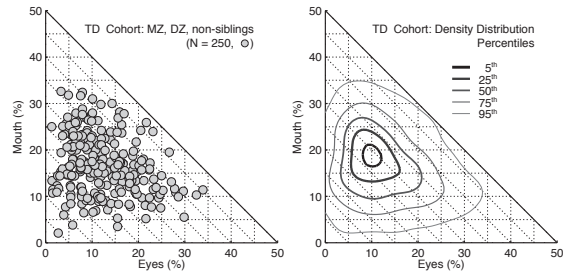 TD Cohort: MZ, DZ, non-siblings
(N = 250, )
50
40
30
20
10
0
Mouth (%)
0 10 20 30 40 50
Eyes (%)
TD Cohort: Density Distribution
Percentiles
5th
25th
50th
75th
95th
50
40
30
20
10
0
Mouth (%)
0 10 20 30 40 50
Eyes (%)